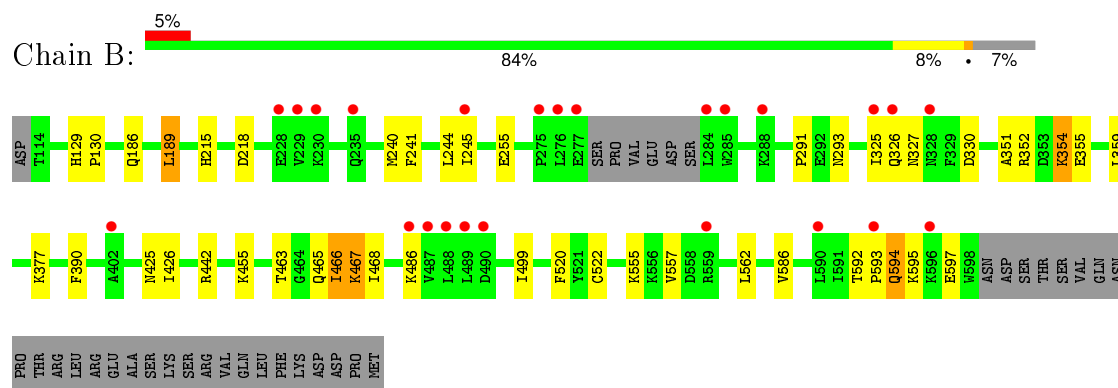 5%
Chain B:
84% 8% • 7%
ASP T114 H129 P130 Q186 L189 H215 D218 E228 V229 K230 Q235 M240 F241 L244 I245 E255 P275 L276 E277 SER PRO VAL GLU ASP SER L284 W285 K288 P291 E292 N293 I325 Q326 N327 N328 F329 D330 A351 R352 D353 K354 E355 L359
K377 F390 A402 N425 I426 R442 K455 T463 G464 Q465 I466 K467 I468 K486 V487 L488 L489 D490 I499 F520 Y521 C522 K555 K556 V557 D558 R559 L562 V586 L590 I591 T592 P593 Q594 K595 K596 E597 W598 ASN ASP SER THR SER VAL GLN ASN
PRO THR ARG LEU ARG GLU ALA SER LYS SER ARG VAL GLN LEU PHE LYS ASP ASP PRO MET